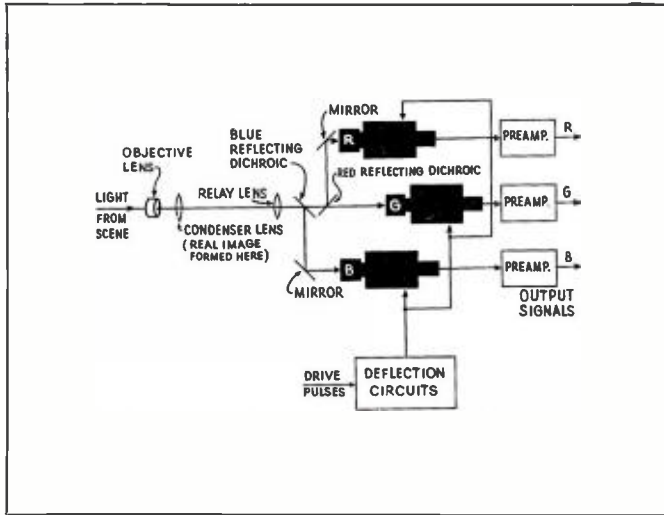 MIRROR
BLUE
REFLECTING
DICHROIC
R
PREAMP.
R
OBJECTIVE
LENS
RED REFLECTING DICHROIC
LIGHT
FROM
SCENE
RELAY LENS
G
PREAMP.
G
CONDENSER LENS
(REAL IMAGE
FORMED HERE)
MIRROR
B
PREAMP.
B
OUTPUT
SIGNALS
DRIVE
PULSES
DEFLECTION
CIRCUITS